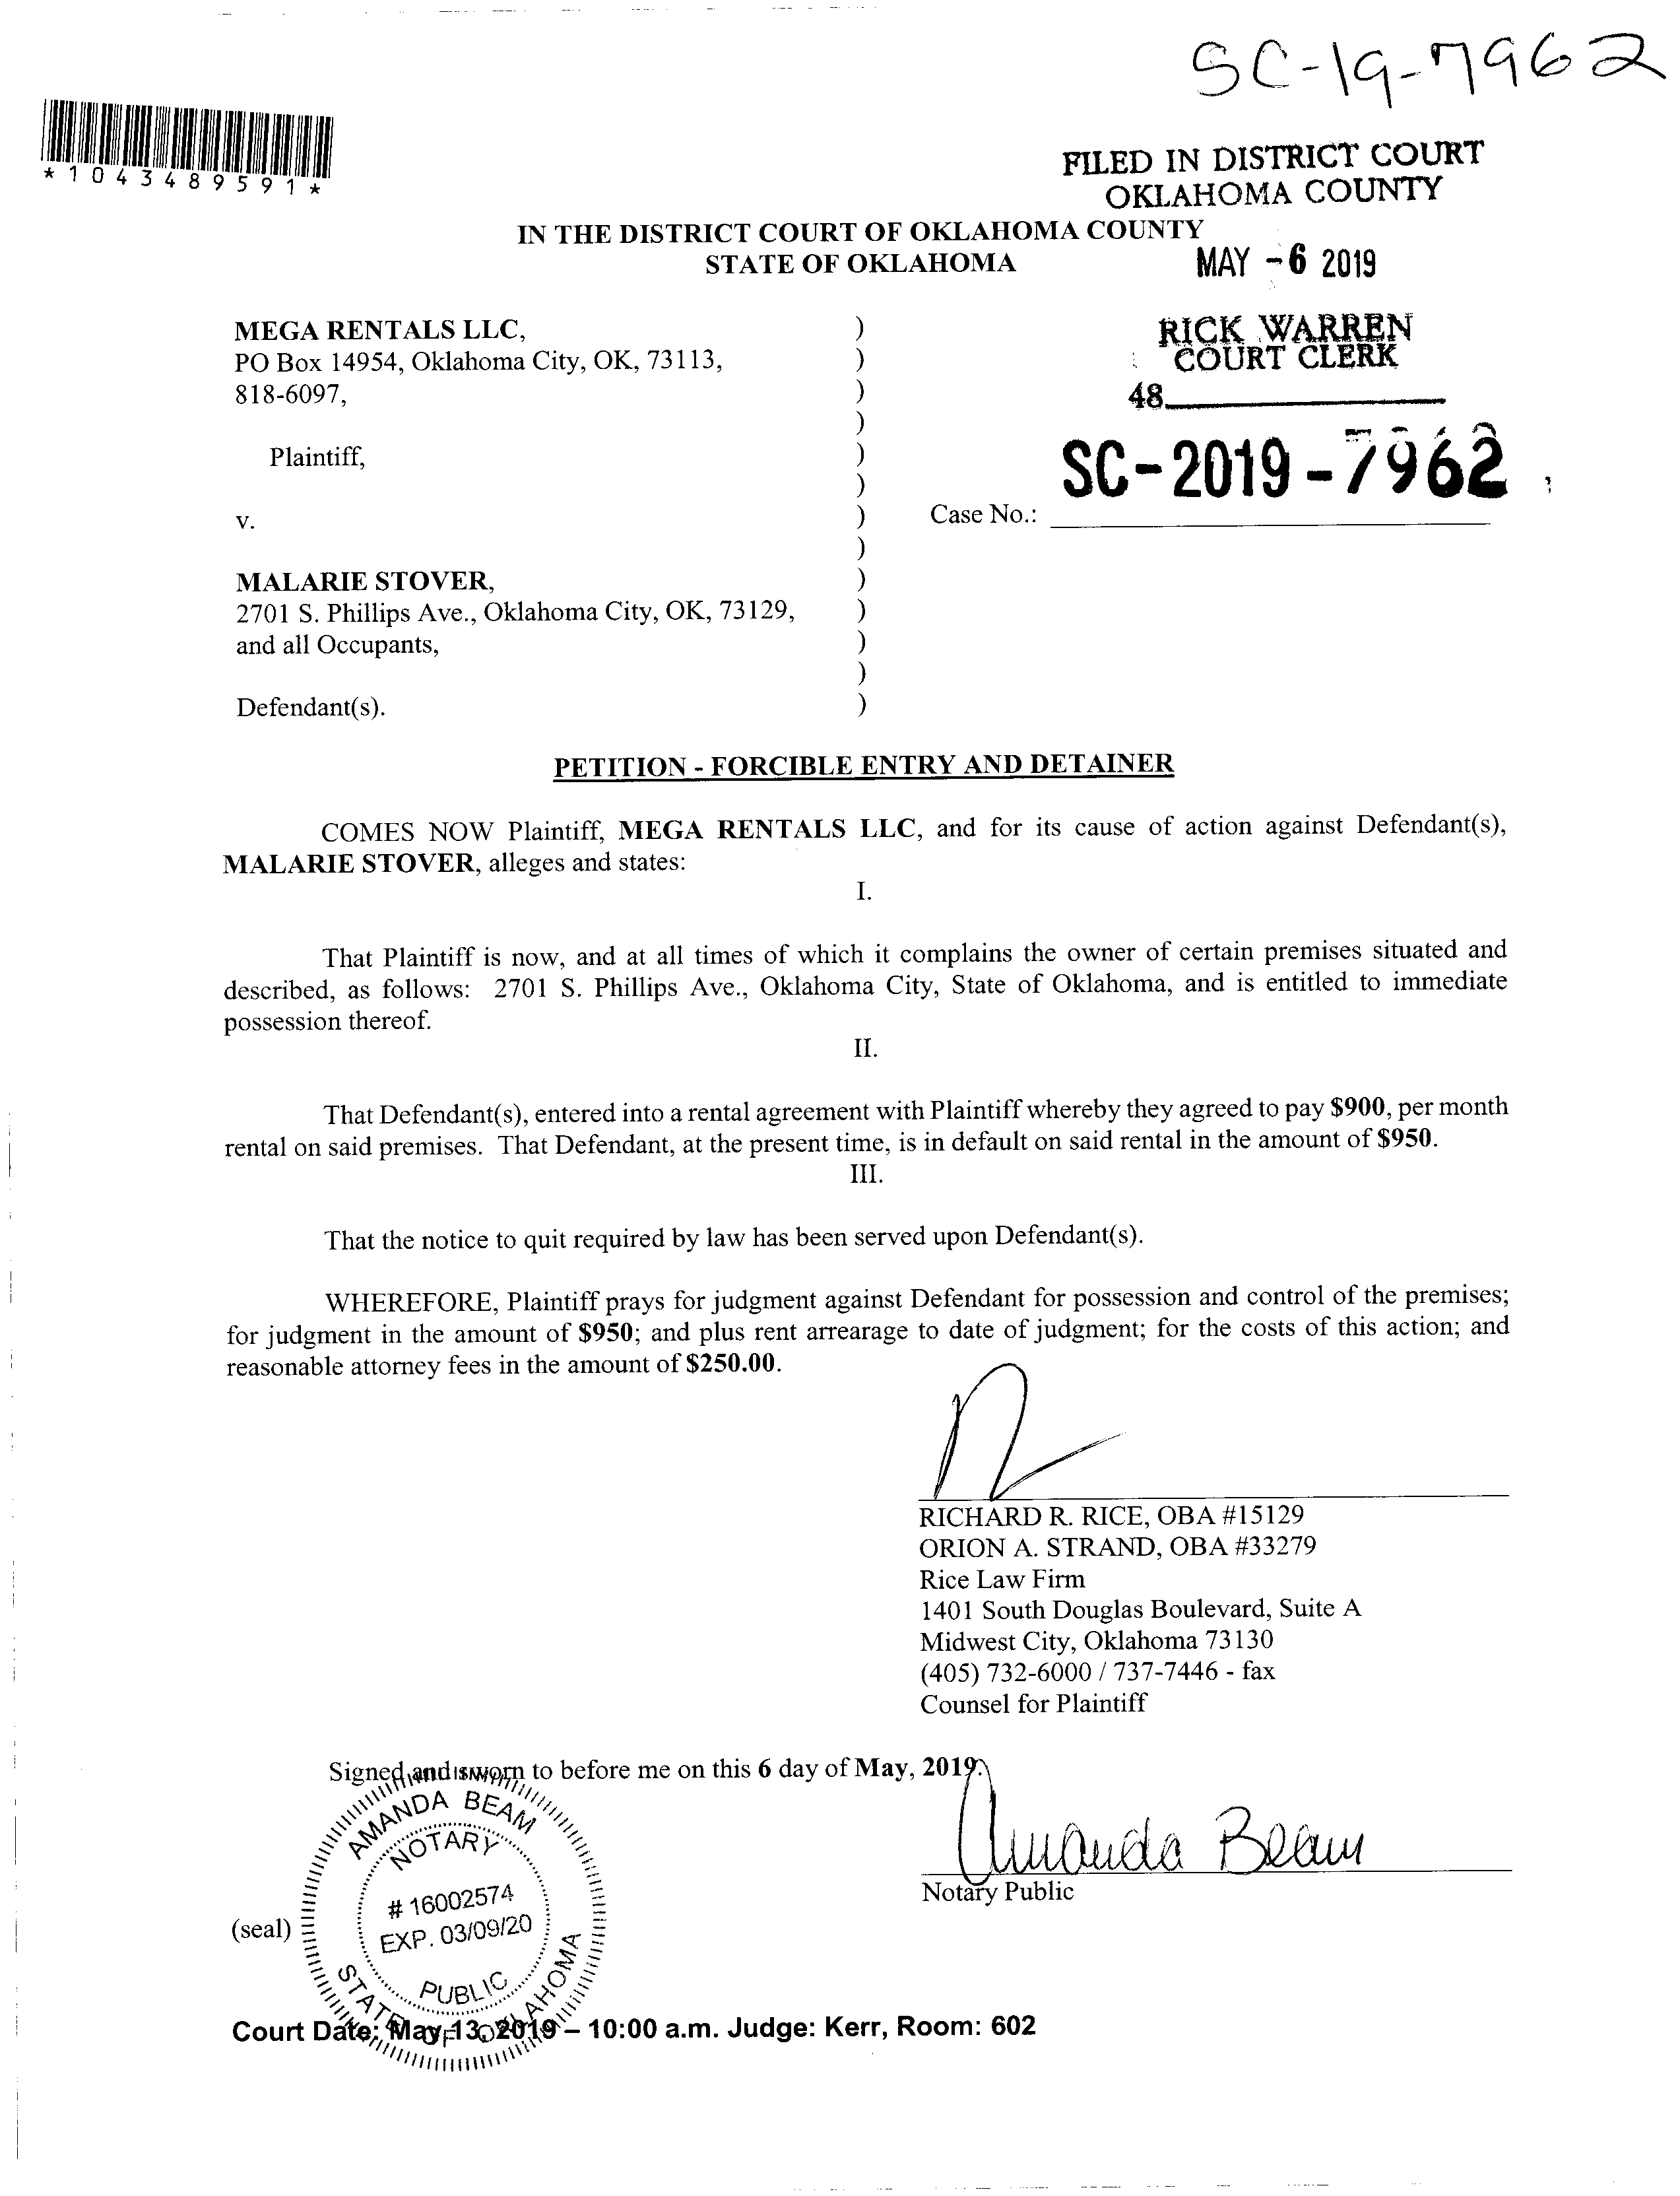 SC-19-7962
*1043489591*
FILED IN DISTRICT COURT
OKLAHOMA COUNTY
IN THE DISTRICT COURT OF OKLAHOMA COUNTY
STATE OF OKLAHOMA
MAY -6 2019
MEGA RENTALS LLC, )
PO Box 14954, Oklahoma City, OK, 73113, )
818-6097, )
)
Plaintiff, )
)
v. )
)
MALARIE STOVER, )
2701 S. Phillips Ave., Oklahoma City, OK, 73129, )
and all Occupants, )
)
Defendant(s). )
RICK WARREN
COURT CLERK
48
SC-2019-7962
Case No.:
PETITION - FORCIBLE ENTRY AND DETAINER
COMES NOW Plaintiff, MEGA RENTALS LLC, and for its cause of action against Defendant(s),
MALARIE STOVER, alleges and states:
I.
That Plaintiff is now, and at all times of which it complains the owner of certain premises situated and
described, as follows: 2701 S. Phillips Ave., Oklahoma City, State of Oklahoma, and is entitled to immediate
possession thereof.
II.
That Defendant(s), entered into a rental agreement with Plaintiff whereby they agreed to pay $900, per month
rental on said premises. That Defendant, at the present time, is in default on said rental in the amount of $950.
III.
That the notice to quit required by law has been served upon Defendant(s).
WHEREFORE, Plaintiff prays for judgment against Defendant for possession and control of the premises;
for judgment in the amount of $950; and plus rent arrearage to date of judgment; for the costs of this action; and
reasonable attorney fees in the amount of $250.00.
RICHARD R. RICE, OBA #15129
ORION A. STRAND, OBA #33279
Rice Law Firm
1401 South Douglas Boulevard, Suite A
Midwest City, Oklahoma 73130
(405) 732-6000 / 737-7446 - fax
Counsel for Plaintiff
Signed and sworn to before me on this 6 day of May, 2019.
Amanda Beam
Notary Public
(seal)
AMANDA BEAM
NOTARY
# 16002574
EXP. 03/09/20
PUBLIC
STATE OF OKLAHOMA
Court Date: May 13, 2019 – 10:00 a.m. Judge: Kerr, Room: 602